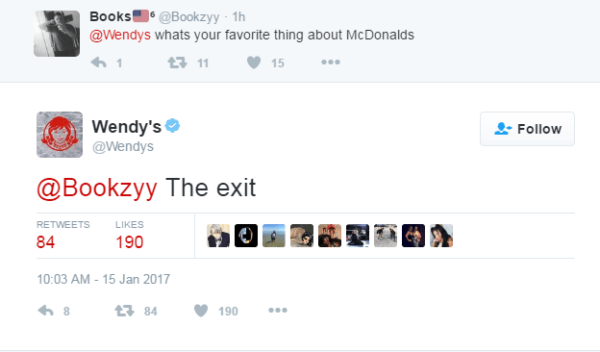 Books🇺🇸⁶ @Bookzyy · 1h
@Wendys whats your favorite thing about McDonalds
1 11 15
Wendy's
@Wendys
Follow
@Bookzyy The exit
RETWEETS LIKES
84 190
10:03 AM - 15 Jan 2017
8 84 190